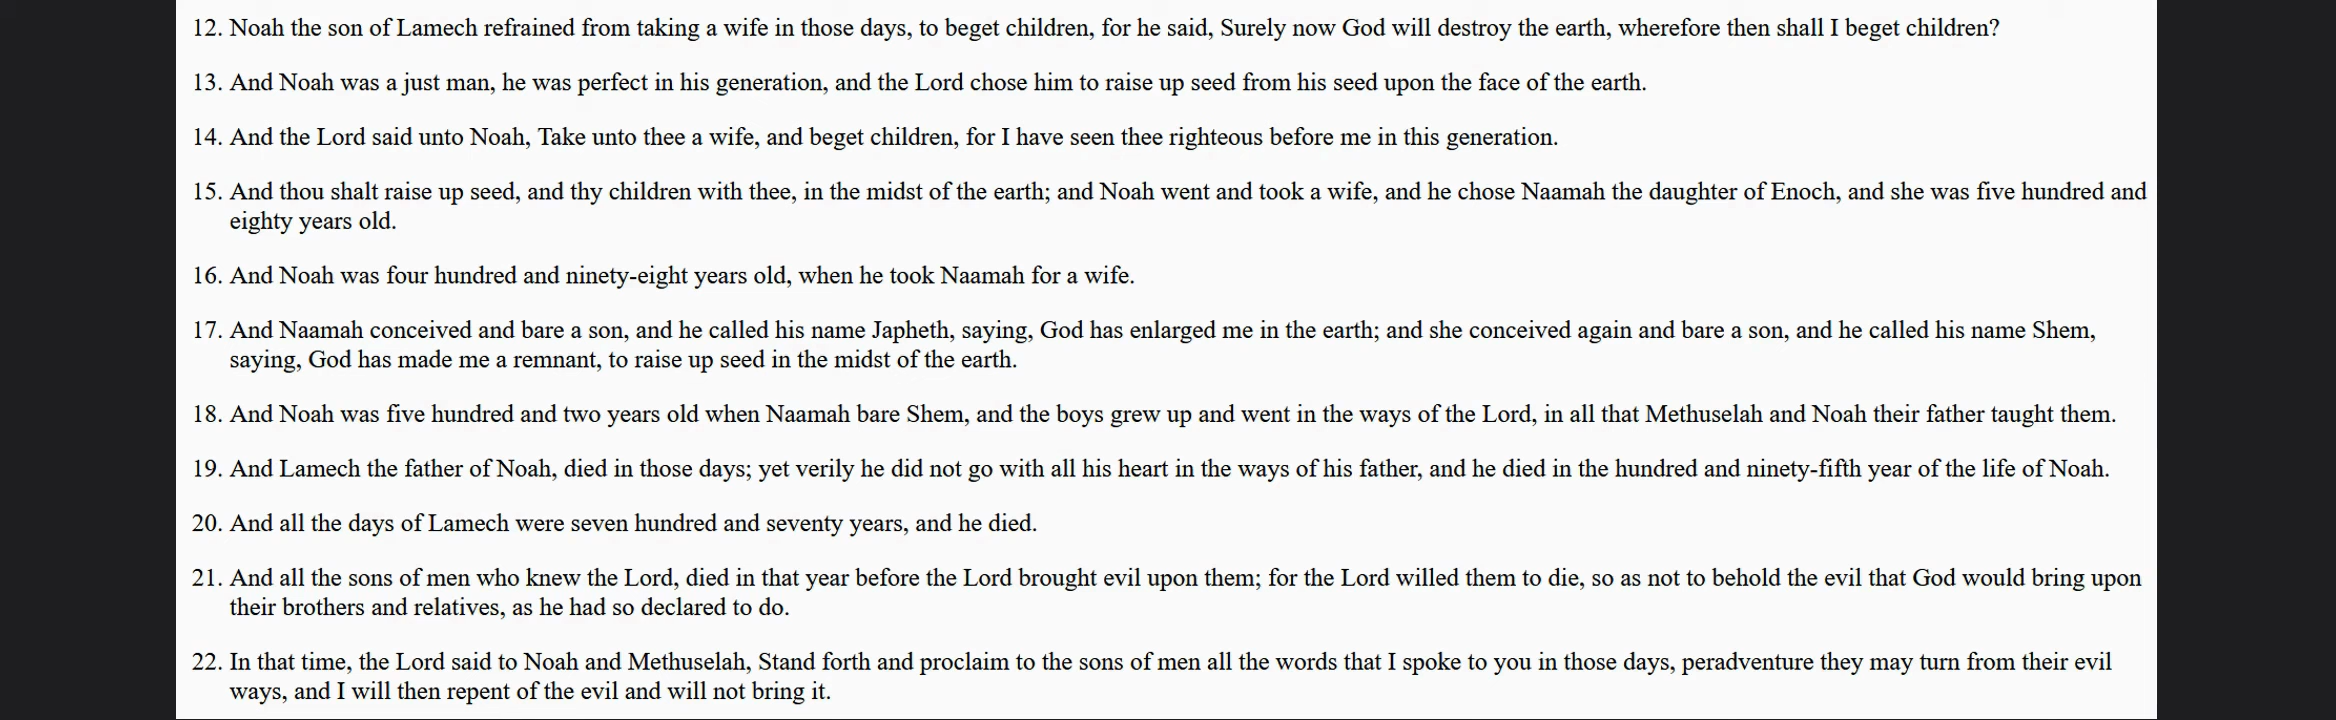 12. Noah the son of Lamech refrained from taking a wife in those days, to beget children, for he said, Surely now God will destroy the earth, wherefore then shall I beget children?
13. And Noah was a just man, he was perfect in his generation, and the Lord chose him to raise up seed from his seed upon the face of the earth.
14. And the Lord said unto Noah, Take unto thee a wife, and beget children, for I have seen thee righteous before me in this generation.
15. And thou shalt raise up seed, and thy children with thee, in the midst of the earth; and Noah went and took a wife, and he chose Naamah the daughter of Enoch, and she was five hundred and
eighty years old.
16. And Noah was four hundred and ninety-eight years old, when he took Naamah for a wife.
17. And Naamah conceived and bare a son, and he called his name Japheth, saying, God has enlarged me in the earth; and she conceived again and bare a son, and he called his name Shem,
saying, God has made me a remnant, to raise up seed in the midst of the earth.
18. And Noah was five hundred and two years old when Naamah bare Shem, and the boys grew up and went in the ways of the Lord, in all that Methuselah and Noah their father taught them.
19. And Lamech the father of Noah, died in those days; yet verily he did not go with all his heart in the ways of his father, and he died in the hundred and ninety-fifth year of the life of Noah.
20. And all the days of Lamech were seven hundred and seventy years, and he died.
21. And all the sons of men who knew the Lord, died in that year before the Lord brought evil upon them; for the Lord willed them to die, so as not to behold the evil that God would bring upon
their brothers and relatives, as he had so declared to do.
22. In that time, the Lord said to Noah and Methuselah, Stand forth and proclaim to the sons of men all the words that I spoke to you in those days, peradventure they may turn from their evil
ways, and I will then repent of the evil and will not bring it.